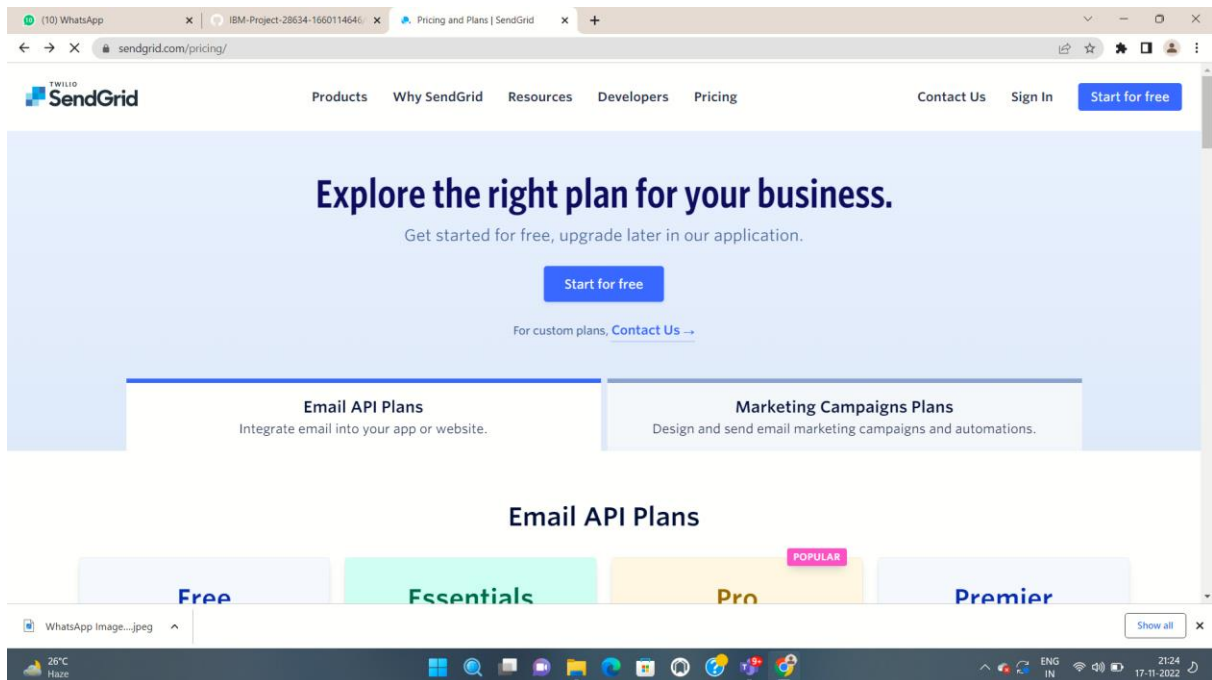 (10) WhatsApp
IBM-Project-28634-1660114646/
Pricing and Plans | SendGrid
sendgrid.com/pricing/
TWILIO
SendGrid
Products Why SendGrid Resources Developers Pricing Contact Us Sign In Start for free
Explore the right plan for your business.
Get started for free, upgrade later in our application.
Start for free
For custom plans, Contact Us →
Email API Plans
Integrate email into your app or website.
Marketing Campaigns Plans
Design and send email marketing campaigns and automations.
Email API Plans
POPULAR
Free Essentials Pro Premier
WhatsApp Image....jpeg
Show all
26°C
Haze
ENG
IN
21:24
17-11-2022